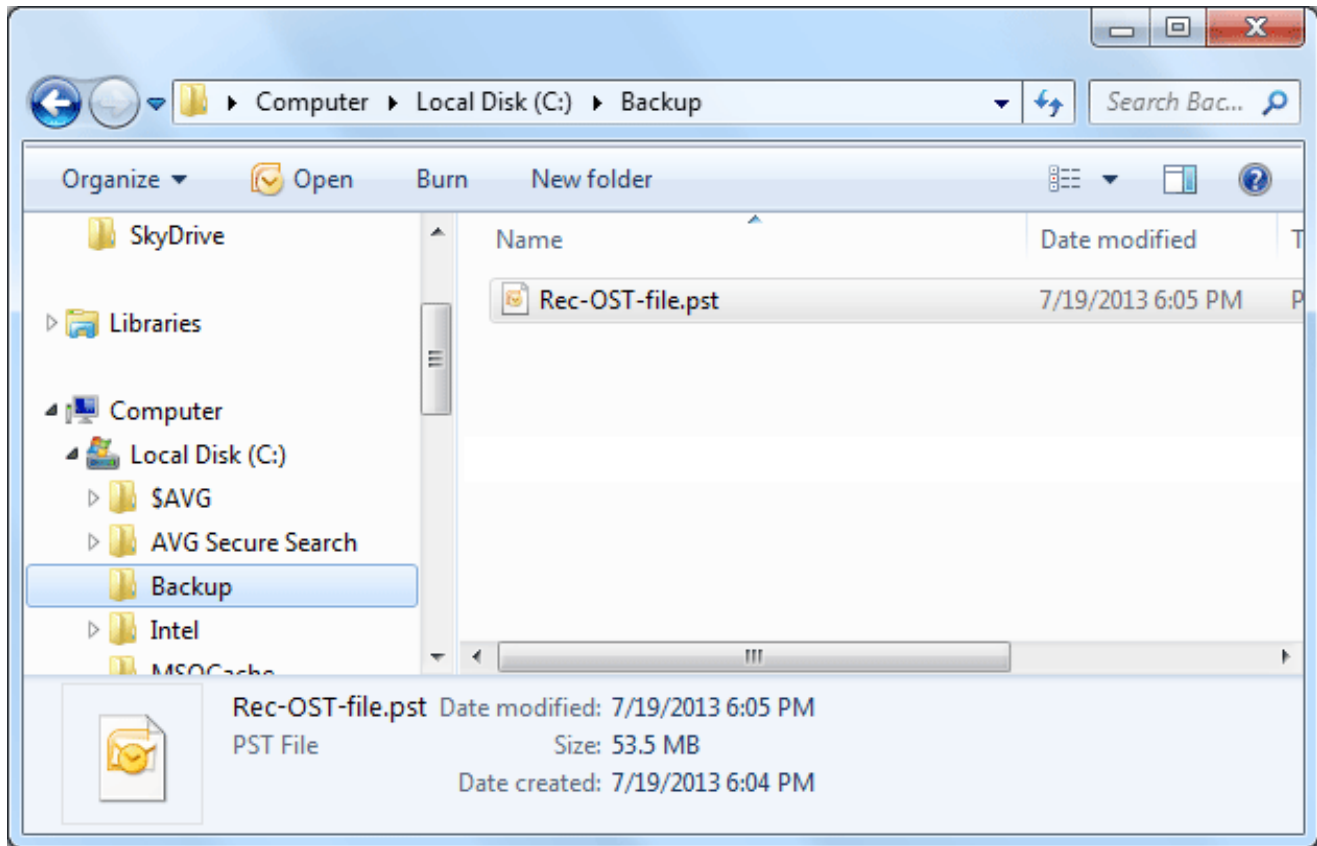 Computer Local Disk (C:) Backup Search Bac...
Organize Open Burn New folder
SkyDrive
Libraries
Computer
Local Disk (C:)
$AVG
AVG Secure Search
Backup
Intel
MSOCache
Name Date modified T
Rec-OST-file.pst 7/19/2013 6:05 PM P
Rec-OST-file.pst Date modified: 7/19/2013 6:05 PM
PST File Size: 53.5 MB
Date created: 7/19/2013 6:04 PM